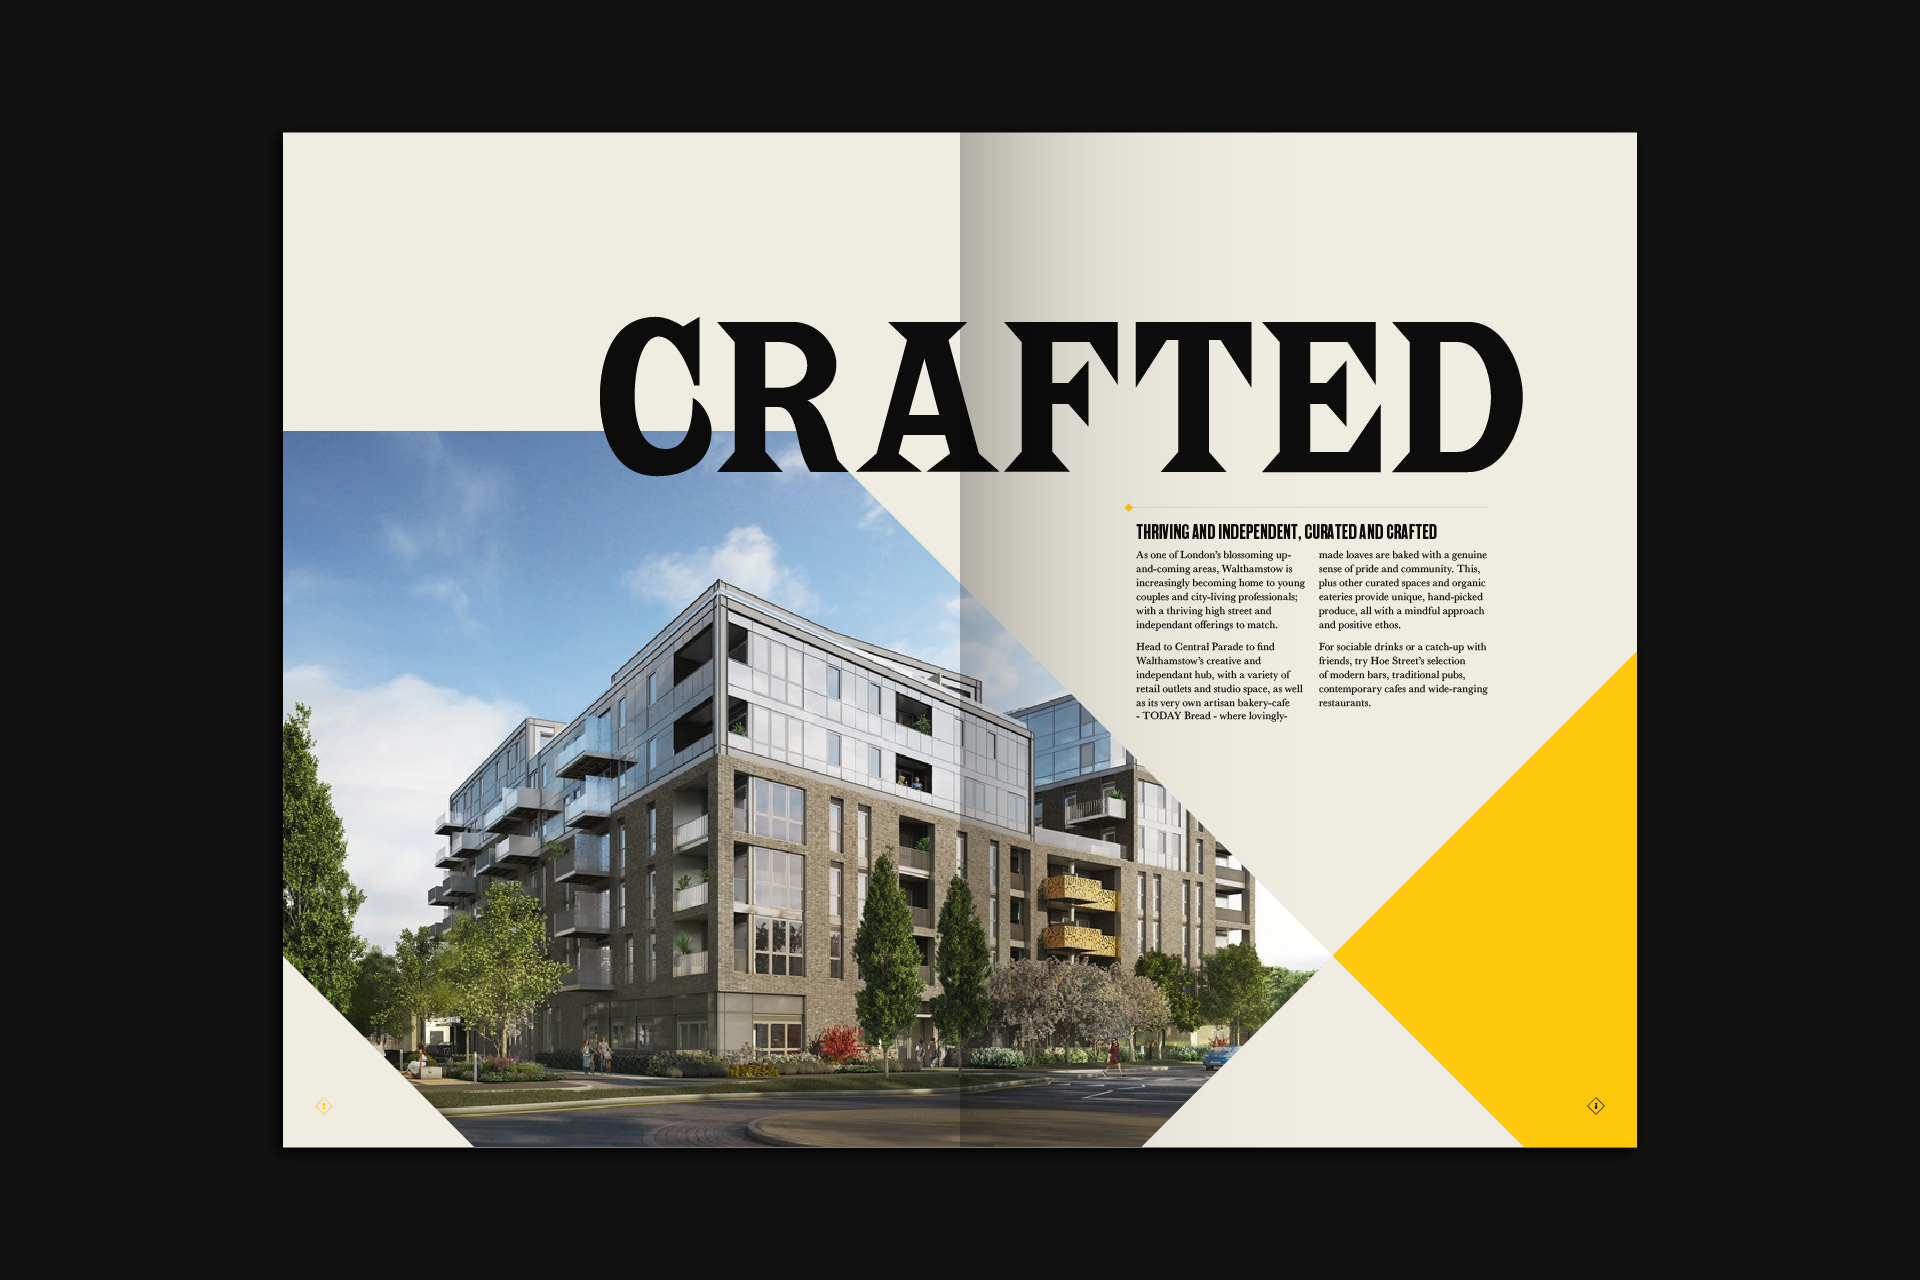 CRAFTED
THRIVING AND INDEPENDENT, CURATED AND CRAFTED
As one of London's blossoming up-
and-coming areas, Walthamstow is
increasingly becoming home to young
couples and city-living professionals;
with a thriving high street and
independant offerings to match.
Head to Central Parade to find
Walthamstow's creative and
independant hub, with a variety of
retail outlets and studio space, as well
as its very own artisan bakery-cafe
- TODAY Bread - where lovingly-
made loaves are baked with a genuine
sense of pride and community. This,
plus other curated spaces and organic
eateries provide unique, hand-picked
produce, all with a mindful approach
and positive ethos.
For sociable drinks or a catch-up with
friends, try Hoe Street's selection
of modern bars, traditional pubs,
contemporary cafes and wide-ranging
restaurants.